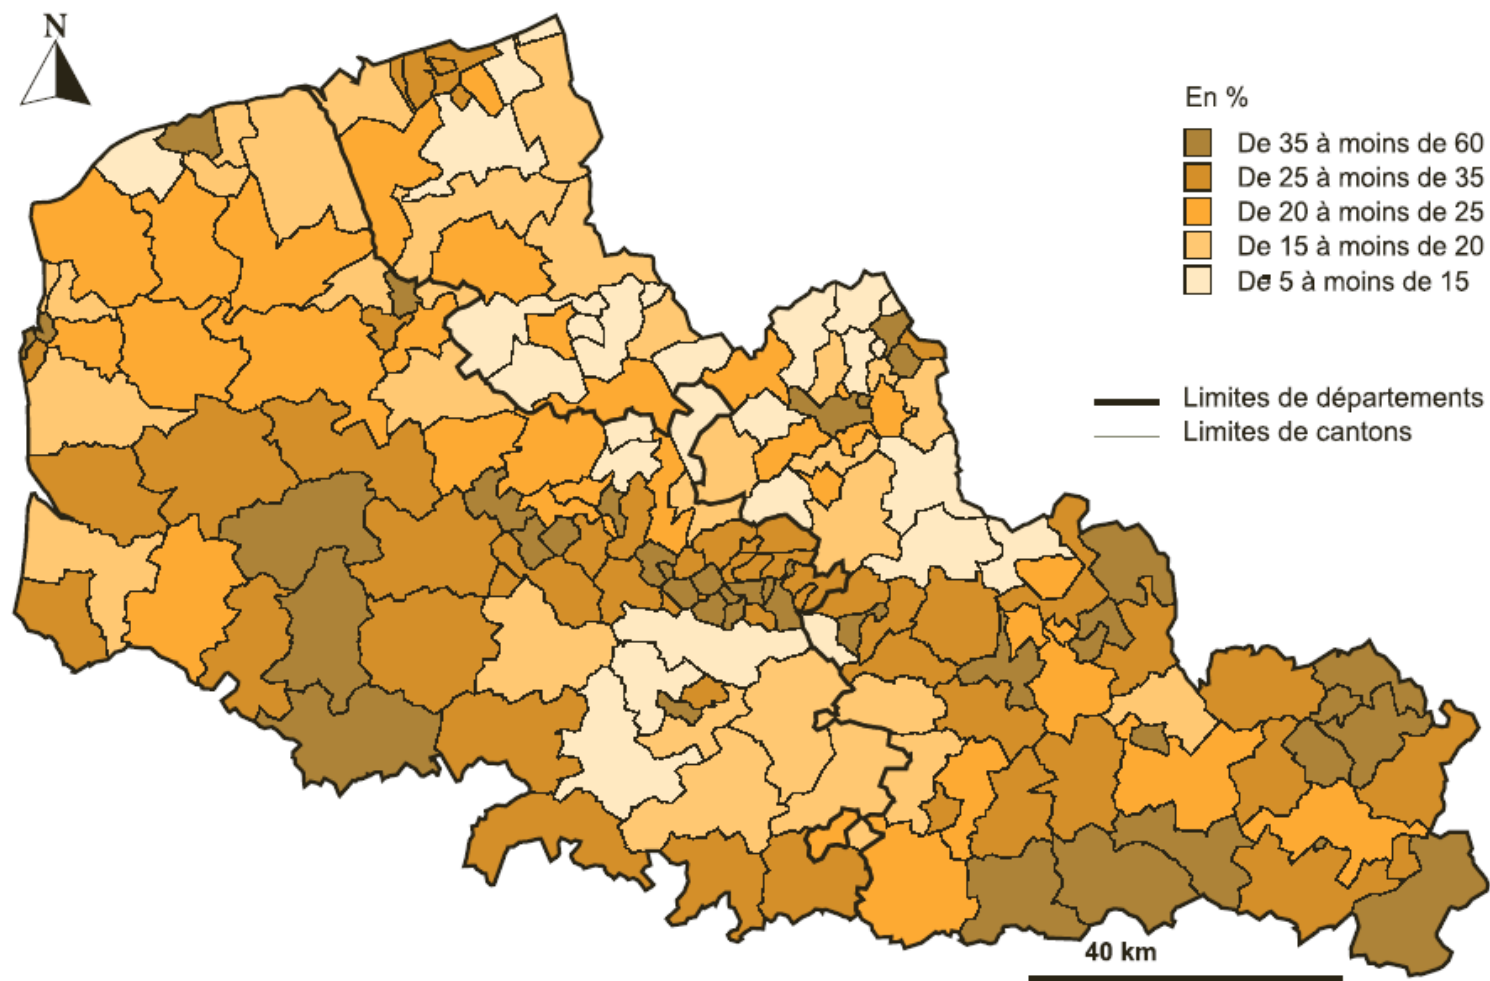 N
En %
De 35 à moins de 60
De 25 à moins de 35
De 20 à moins de 25
De 15 à moins de 20
De 5 à moins de 15
Limites de départements
Limites de cantons
40 km